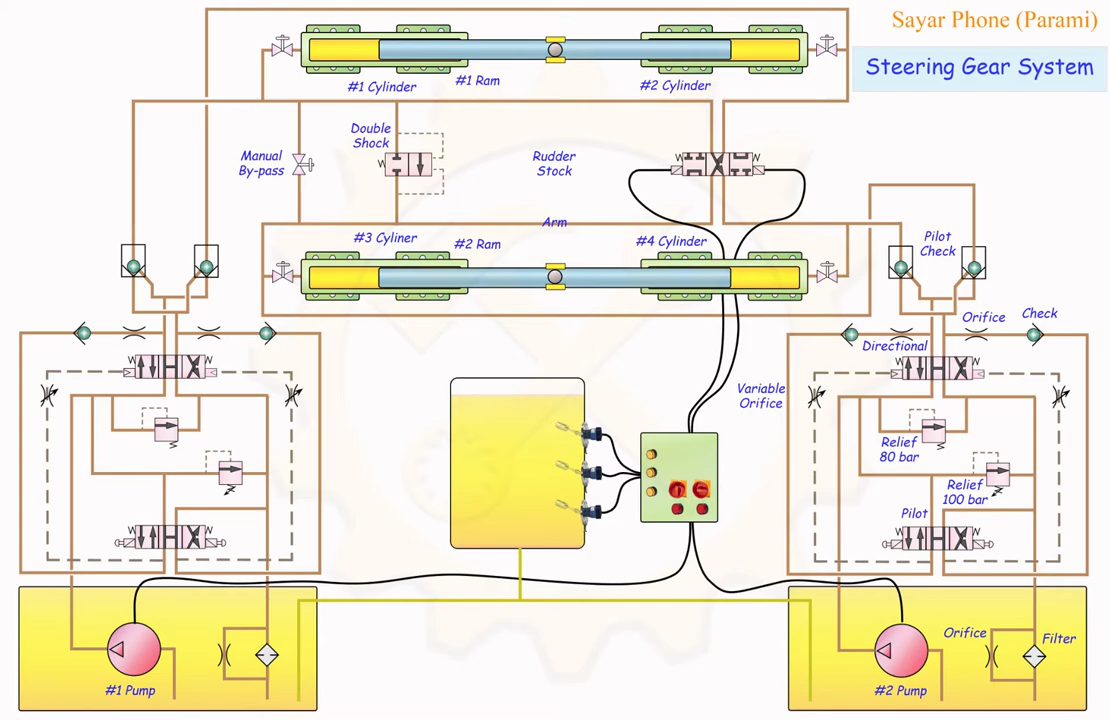 Sayar Phone (Parami)
Steering Gear System
#1 Cylinder
#1 Ram
#2 Cylinder
Double
Shock
Manual
By-pass
Rudder
Stock
Arm
#3 Cyliner
#2 Ram
#4 Cylinder
Pilot
Check
Orifice
Check
Directional
Variable
Orifice
Relief
80 bar
Relief
100 bar
Pilot
Orifice
Filter
#1 Pump
#2 Pump